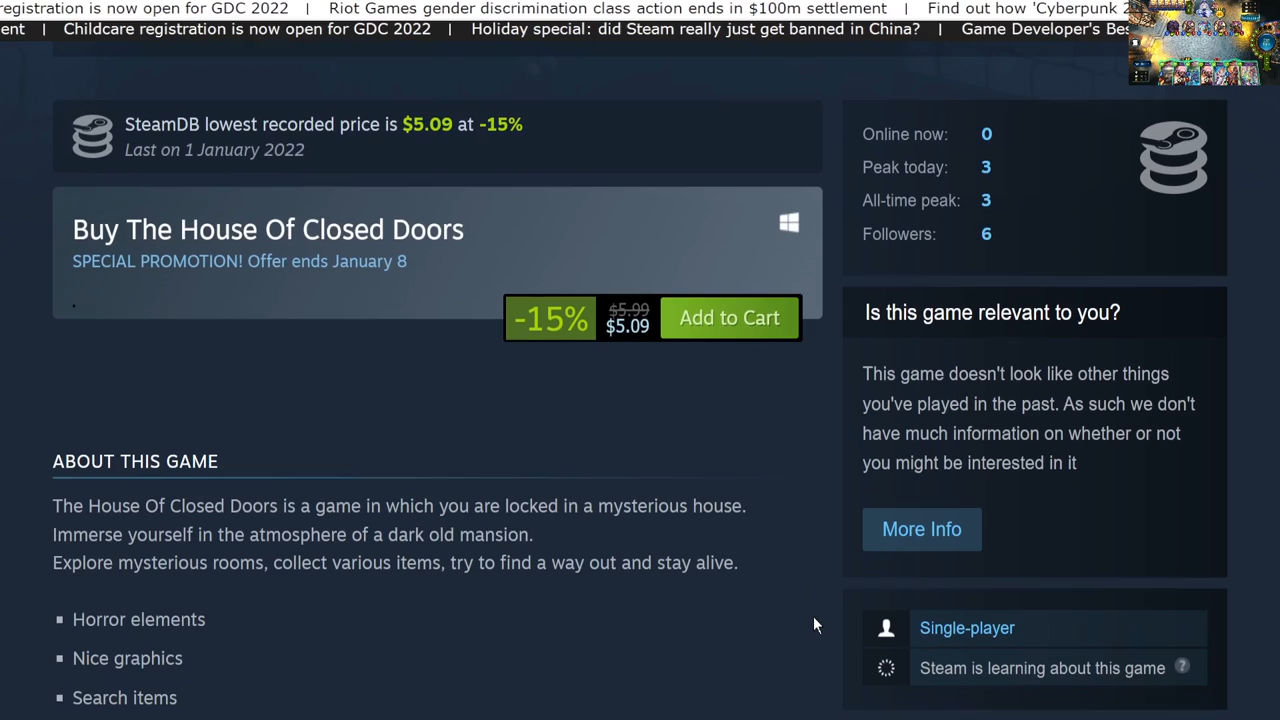 registration is now open for GDC 2022 | Riot Games gender discrimination class action ends in $100m settlement | Find out how 'Cyberpunk 2
ent | Childcare registration is now open for GDC 2022 | Holiday special: did Steam really just get banned in China? | Game Developer's Bes
SteamDB lowest recorded price is $5.09 at -15%
Last on 1 January 2022
Buy The House Of Closed Doors
SPECIAL PROMOTION! Offer ends January 8
-15%
$5.99
$5.09
Add to Cart
ABOUT THIS GAME
The House Of Closed Doors is a game in which you are locked in a mysterious house.
Immerse yourself in the atmosphere of a dark old mansion.
Explore mysterious rooms, collect various items, try to find a way out and stay alive.
▪ Horror elements
▪ Nice graphics
▪ Search items
Online now: 0
Peak today: 3
All-time peak: 3
Followers: 6
Is this game relevant to you?
This game doesn't look like other things
you've played in the past. As such we don't
have much information on whether or not
you might be interested in it
More Info
Single-player
Steam is learning about this game ?